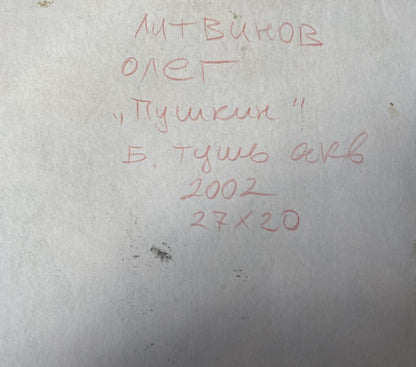 ЛИТВИНОВ
ОЛЕГ
„Пушкин"
Б. тушь акв
2002
27×20